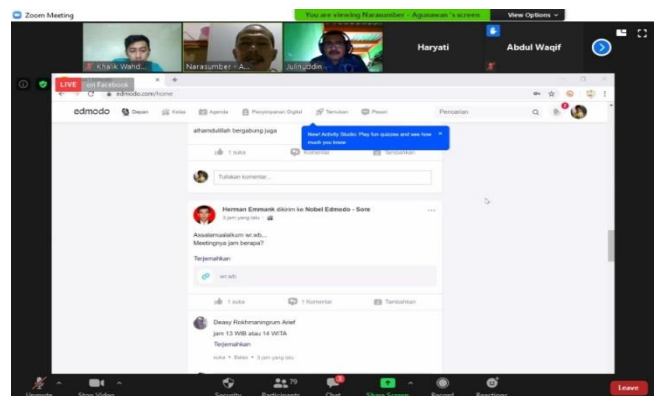 Zoom Meeting
You are viewing Narasumber - Agunawan 's screen
View Options
Khalik Wahd...
Narasumber - A...
Julinuddin
Haryati
Abdul Waqif
LIVE on Facebook
edmodo.com/home
edmodo
Depan
Kelas
Agenda
Penyimpanan Digital
Temukan
Pesan
Pencarian
alhamdulillah bergabung juga
New! Activity Studio: Play fun quizzes and see how
much you know
1 suka
Komentar
Tambahkan
Tuliskan komentar...
Herman Emmank dikirim ke Nobel Edmodo - Sore
3 jam yang lalu
Assalamualaikum wr.wb...
Meetingnya jam berapa?
Terjemahkan
wr.wb
1 suka
1 Komentar
Tambahkan
Deasy Rokhmaningrum Arief
jam 13 WIB atau 14 WITA
Terjemahkan
suka • Balas • 3 jam yang lalu
Unmute
Stop Video
Security
Participants
79
Chat
3
Share Screen
Record
Reactions
Leave